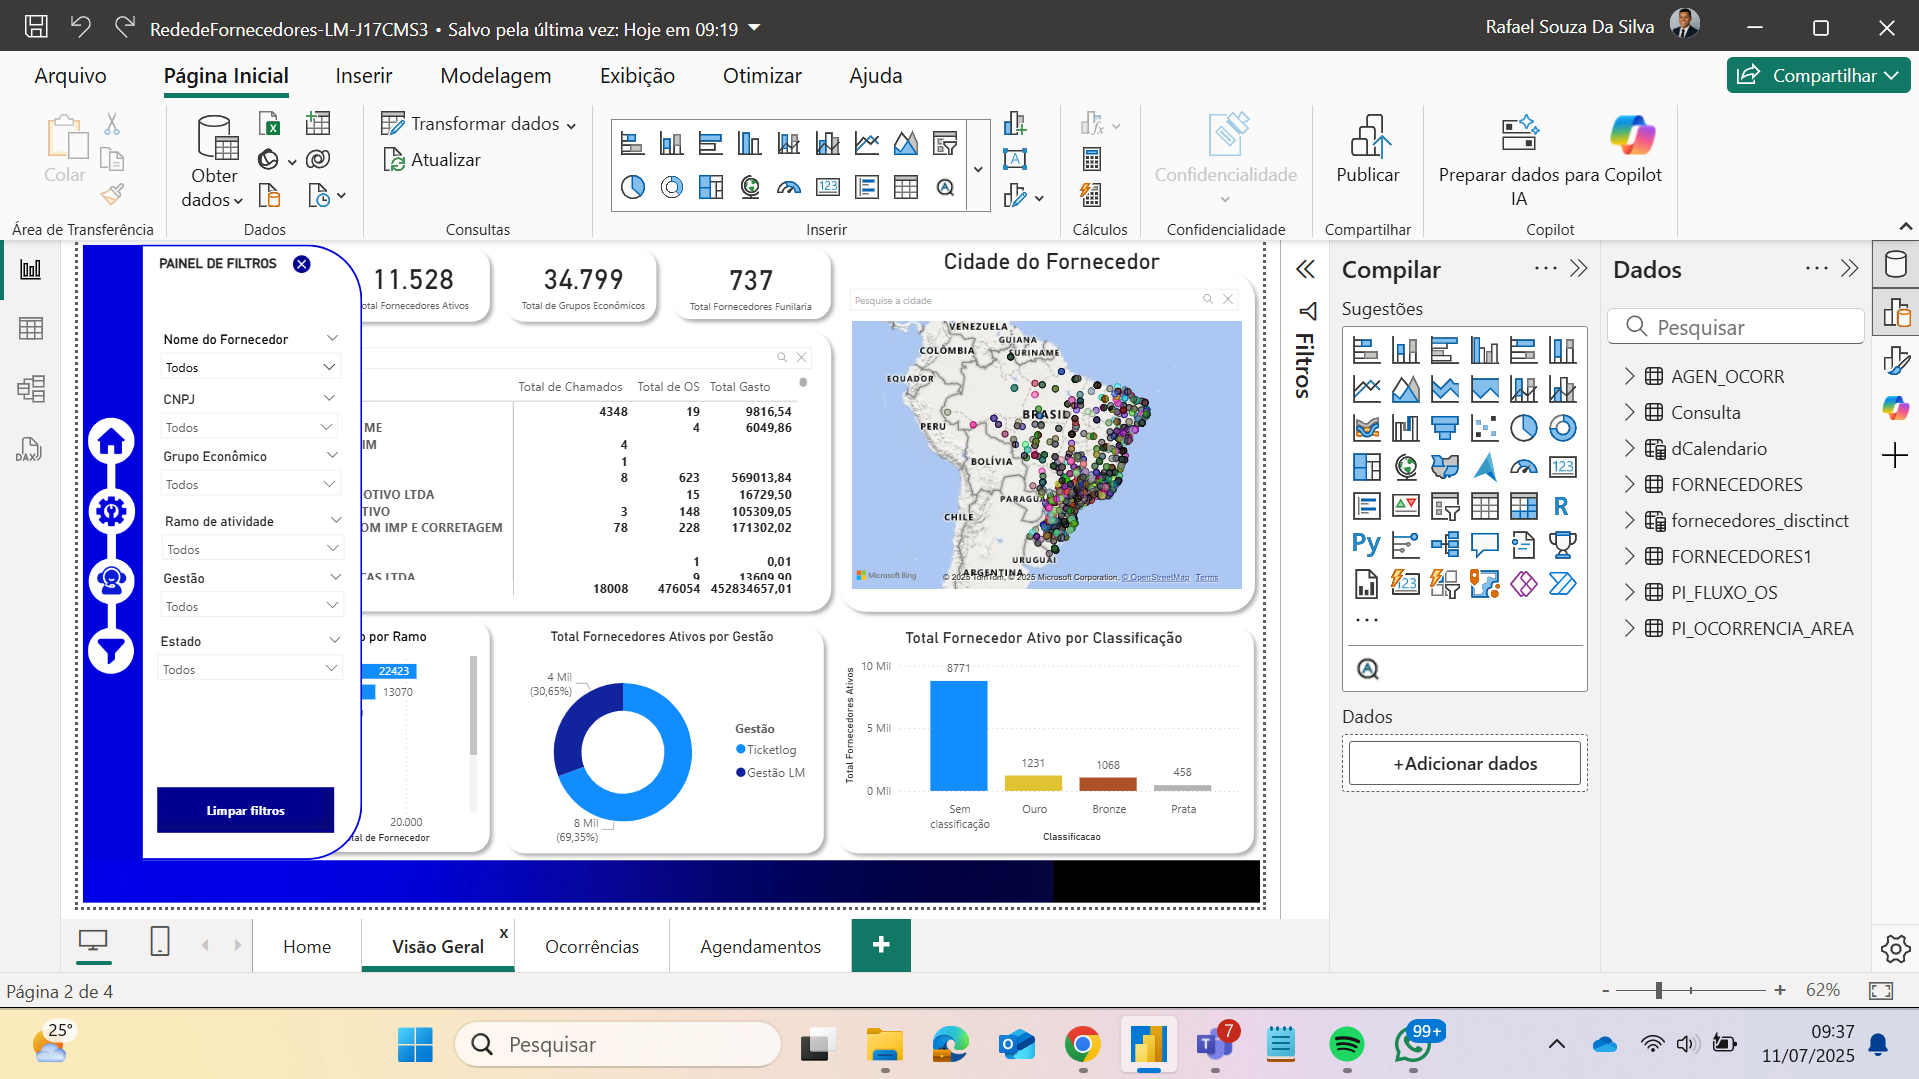 RededeFornecedores-LM-J17CMS3 • Salvo pela última vez: Hoje em 09:19
Rafael Souza Da Silva
Arquivo
Página Inicial
Inserir
Modelagem
Exibição
Otimizar
Ajuda
Compartilhar
Colar
Obter
dados
Transformar dados
Atualizar
Confidencialidade
Publicar
Preparar dados para
IA
Copilot
Área de Transferência
Dados
Consultas
Inserir
Cálculos
Confidencialidade
Compartilhar
Copilot
PAINEL DE FILTROS
Nome do Fornecedor
Todos
CNPJ
Todos
Grupo Econômico
Todos
Ramo de atividade
Todos
Gestão
Todos
Estado
Todos
Limpar filtros
11.528
otal Fornecedores Ativos
34.799
Total de Grupos Econômicos
737
Total Fornecedores Funilaria
Total de Chamados Total de OS Total Gasto
4348 19 9816,54
ME 4 6049,86
IM 4
1
8 623 569013,84
OTIVO LTDA 15 16729,50
TIVO 3 148 105309,05
OM IMP E CORRETAGEM 78 228 171302,02
1 0,01
ÇAS LTDA 9 13609,90
18008 476054 452834657,01
Cidade do Fornecedor
Pesquise a cidade
VENEZUELA
GUIANA
COLÔMBIA
SURINAME
EQUADOR
BRASIL
PERU
BOLÍVIA
PARAGUA
CHILE
URUGUAI
ARGENTINA
Microsoft Bing
© 2025 TomTom, © 2025 Microsoft Corporation, © OpenStreetMap Terms
o por Ramo
22423
13070
20.000
tal de Fornecedor
Total Fornecedores Ativos por Gestão
4 Mil
(30,65%)
8 Mil
(69,35%)
Gestão
Ticketlog
Gestão LM
Total Fornecedor Ativo por Classificação
Total Fornecedores Ativos
10 Mil
5 Mil
0 Mil
8771
1231
1068
458
Sem
classificação
Ouro
Bronze
Prata
Classificacao
Filtros
Compilar
Sugestões
Dados
+Adicionar dados
Dados
Pesquisar
AGEN_OCORR
Consulta
dCalendario
FORNECEDORES
fornecedores_disctinct
FORNECEDORES1
PI_FLUXO_OS
PI_OCORRENCIA_AREA
Home
Visão Geral
x
Ocorrências
Agendamentos
+
Página 2 de 4
- + 62%
25°
Pesquisar
7
99+
09:37
11/07/2025